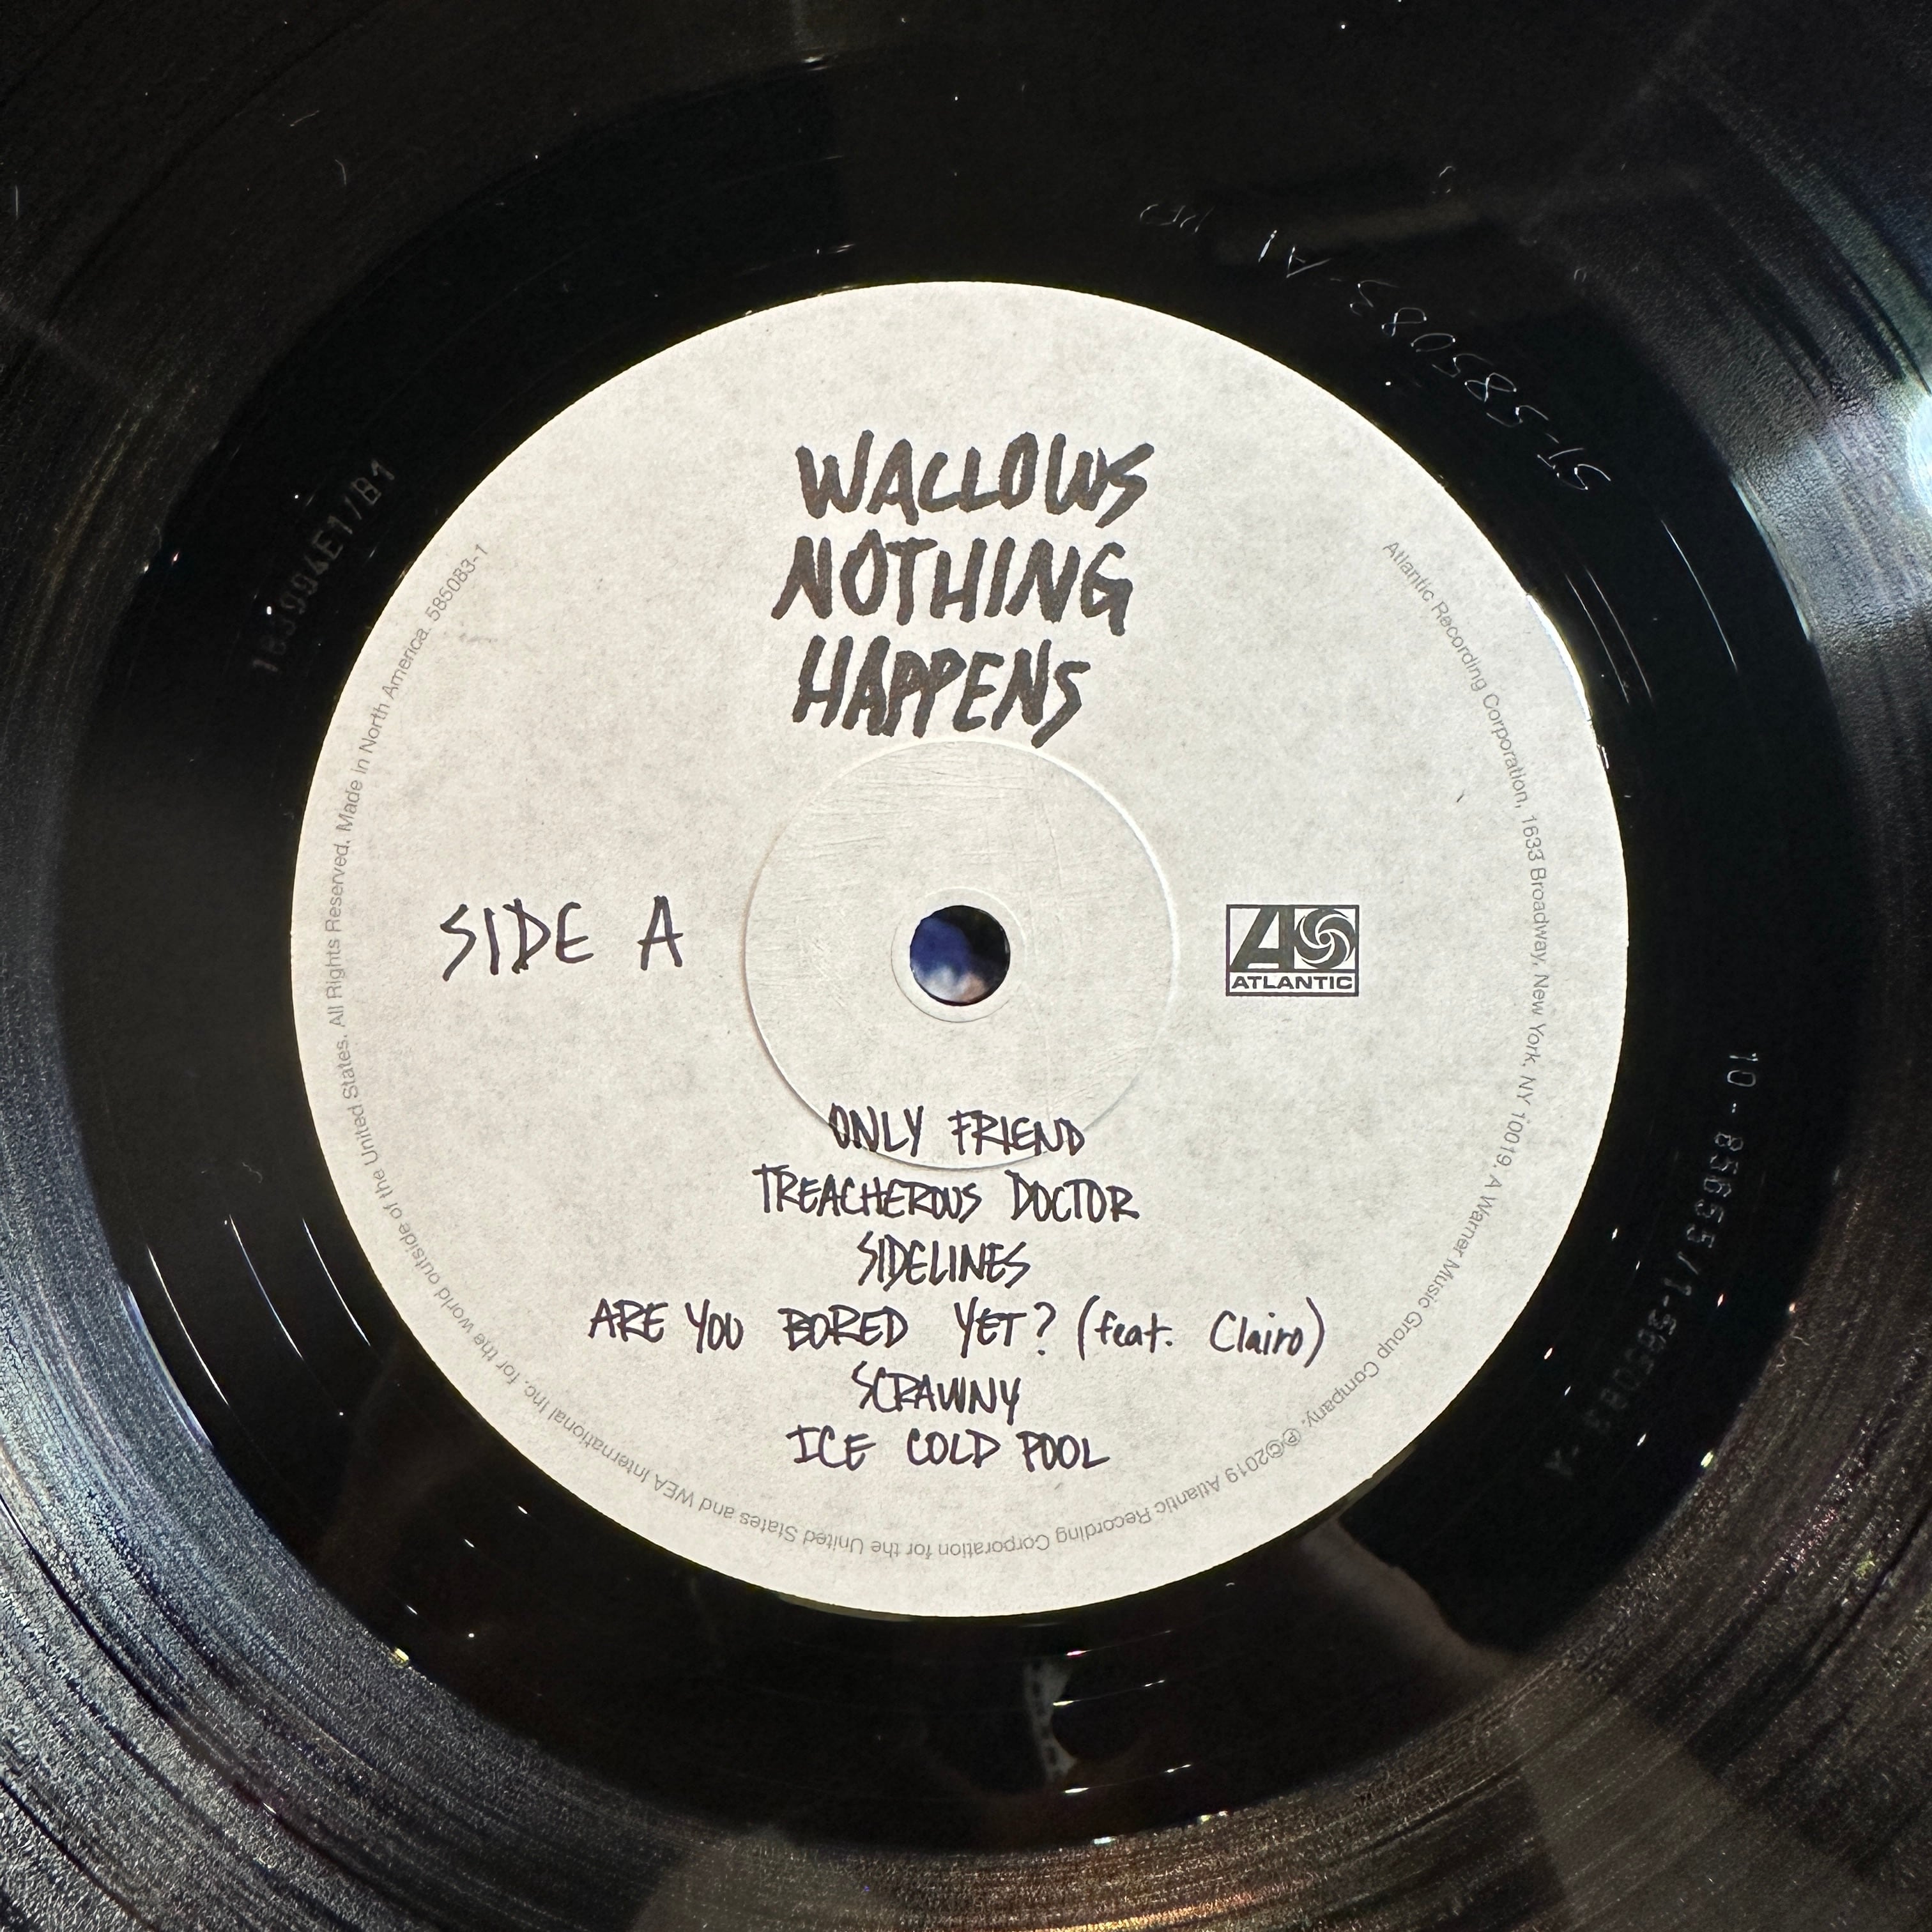 WALLOWS
NOTHING
HAPPENS
SIDE A
ATLANTIC
ONLY FRIEND
TREACHEROUS DOCTOR
SIDELINES
ARE YOU BORED YET? (feat. Clairo)
SCRAWNY
ICE COLD POOL
Atlantic Recording Corporation, 1633 Broadway, New York, NY 10019. A Warner Music Group Company. ℗©2019 Atlantic Recording Corporation for the United States and WEA International Inc. for the world outside of the United States. All Rights Reserved. Made in North America. 585083-1
ST-585083-A1